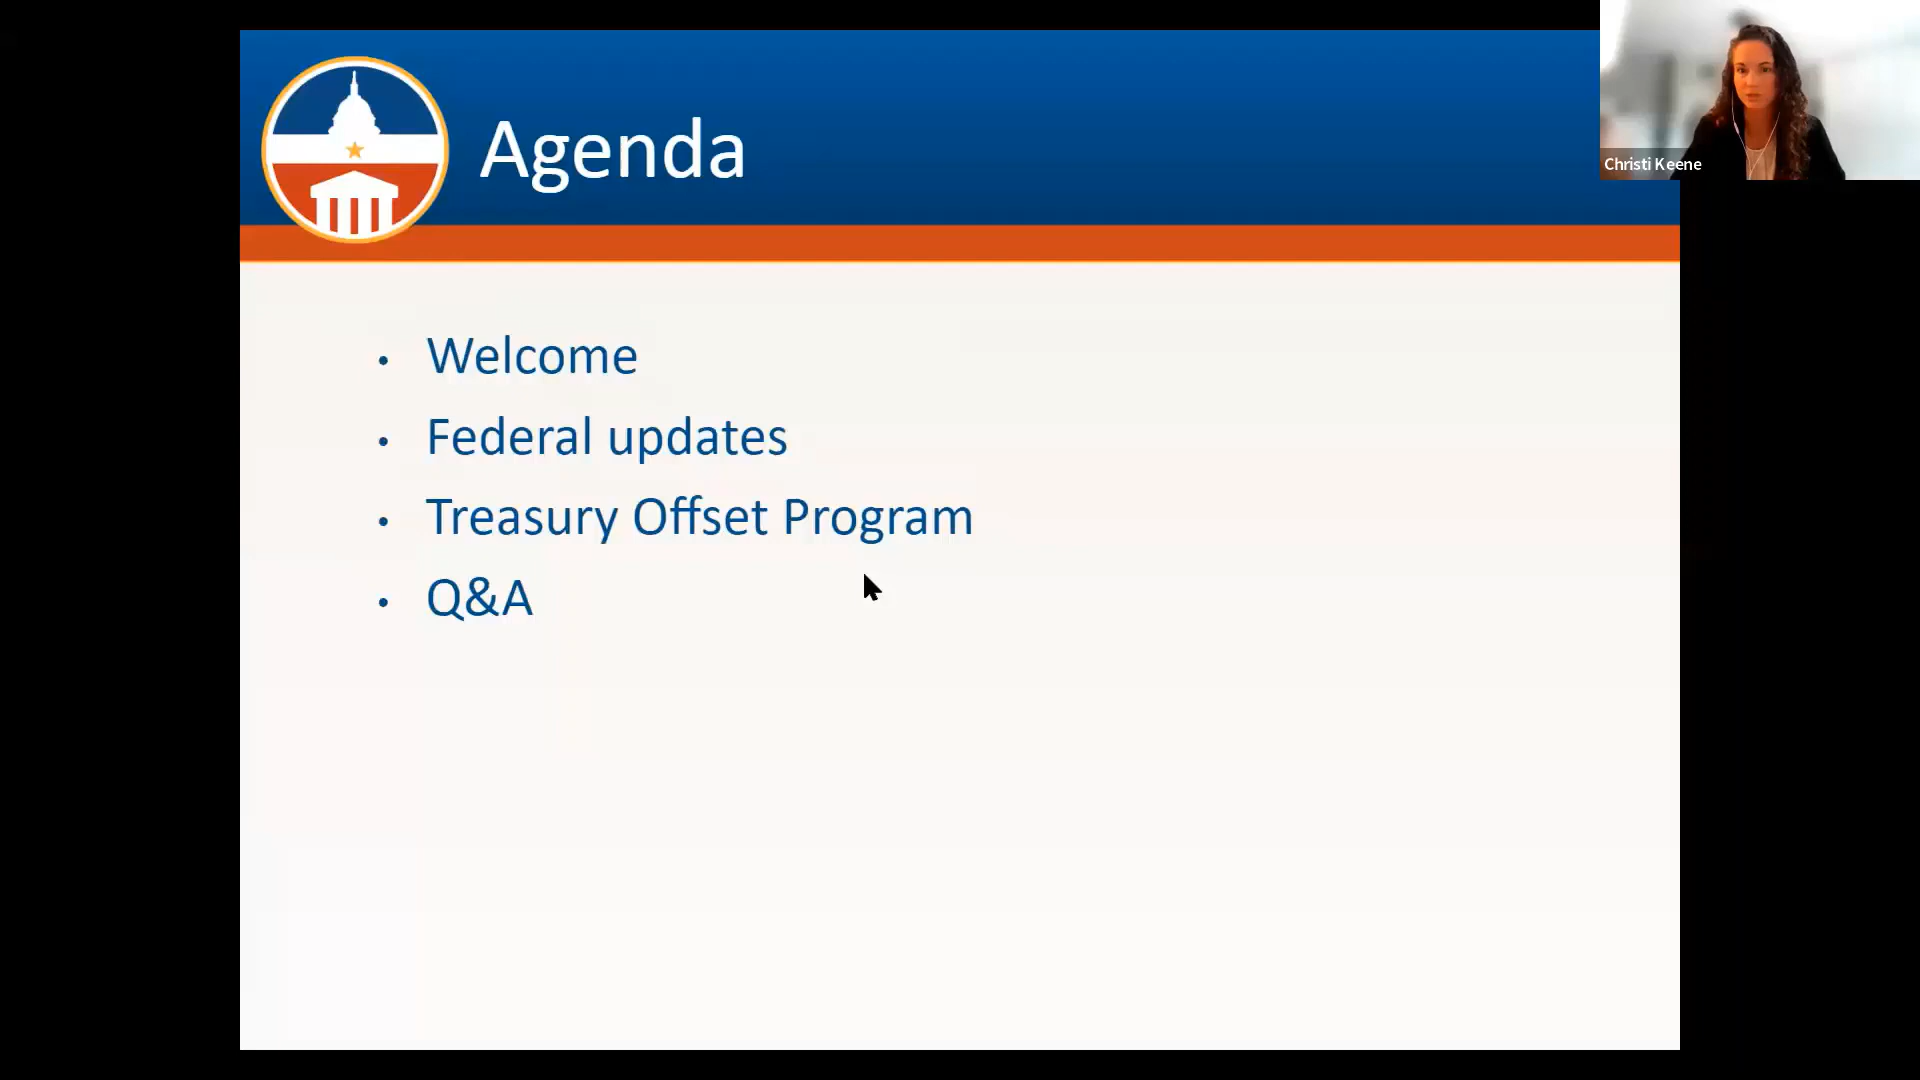 Agenda
Christi Keene
• Welcome
• Federal updates
• Treasury Offset Program
• Q&A